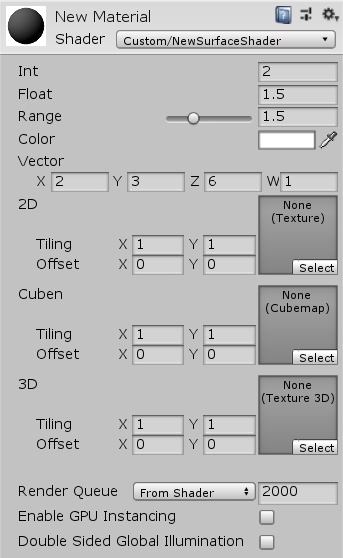 New Material
Shader Custom/NewSurfaceShader
Int 2
Float 1.5
Range 1.5
Color
Vector
X 2 Y 3 Z 6 W 1
2D None
(Texture)
Tiling X 1 Y 1
Offset X 0 Y 0 Select
Cuben None
(Cubemap)
Tiling X 1 Y 1
Offset X 0 Y 0 Select
3D None
(Texture 3D)
Tiling X 1 Y 1
Offset X 0 Y 0 Select
Render Queue From Shader 2000
Enable GPU Instancing
Double Sided Global Illumination